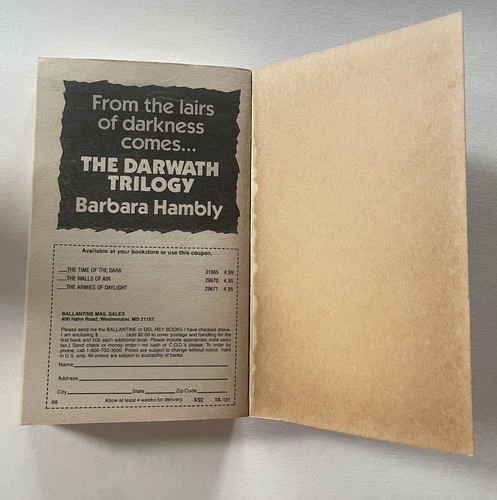 From the lairs
of darkness
comes...
THE DARWATH
TRILOGY
Barbara Hambly
Available at your bookstore or use this coupon.
___THE TIME OF THE DARK 31965 4.99
___THE WALLS OF AIR 29670 4.95
___THE ARMIES OF DAYLIGHT 29671 4.95
BALLANTINE MAIL SALES
400 Hahn Road, Westminster, MD 21157
Please send me the BALLANTINE or DEL REY BOOKS I have checked above.
I am enclosing $ ............ (add $2.00 to cover postage and handling for the
first book and 50¢ each additional book. Please include appropriate state sales
tax.) Send check or money order—no cash or C.O.D.'s please. To order by
phone, call 1-800-733-3000. Prices are subject to change without notice. Valid
in U.S. only. All orders are subject to availability of books.
Name
Address
City State Zip Code
09 Allow at least 4 weeks for delivery 4/92 TA-121